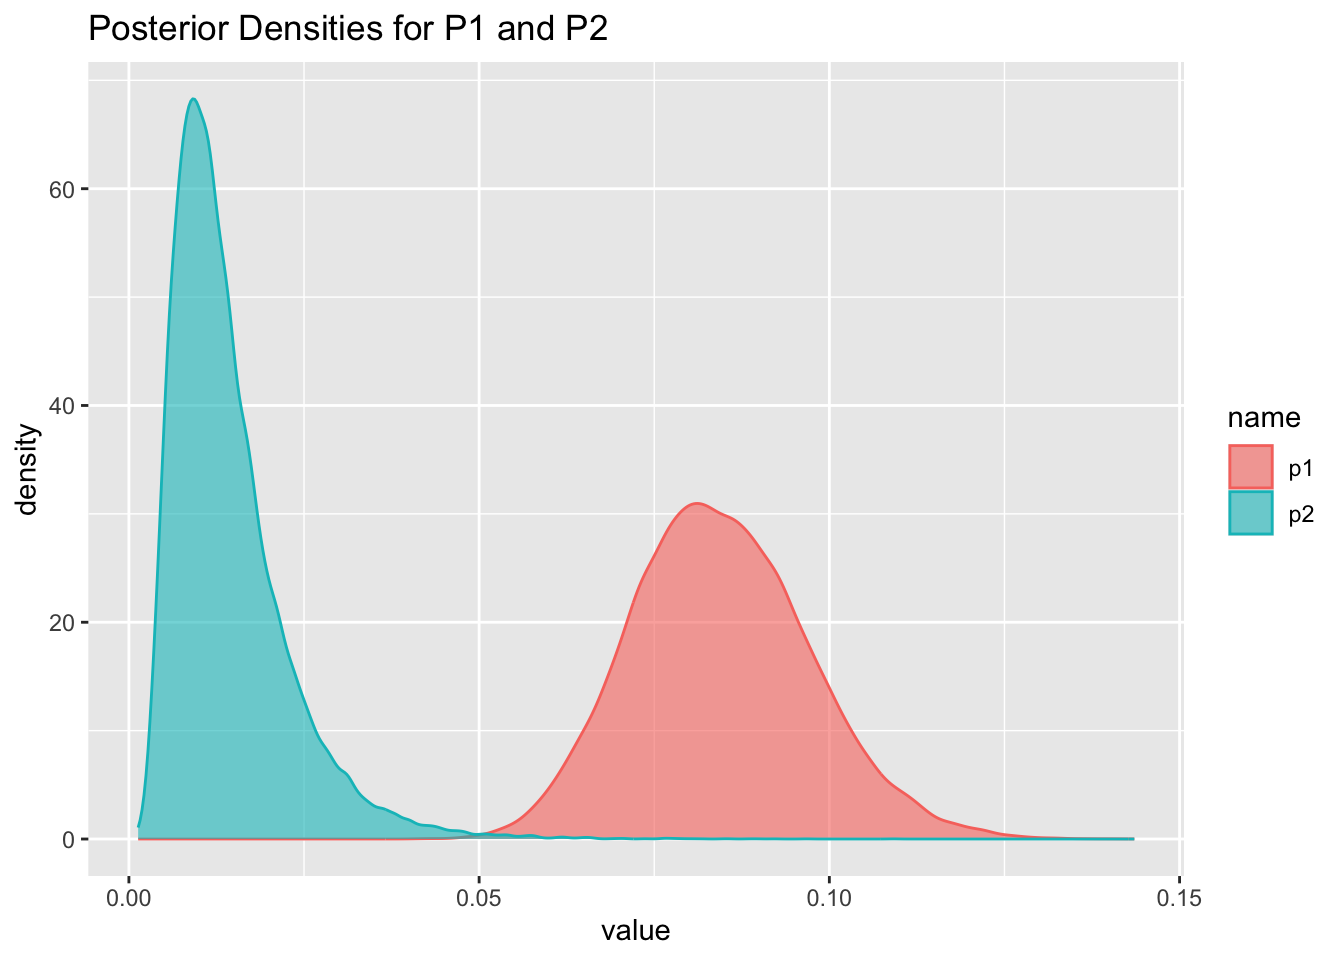 Posterior Densities for P1 and P2
density
60
40
20
0
0.00 0.05 0.10 0.15
value
name
p1
p2